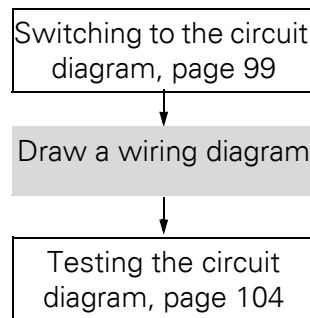 Switching to the circuit
diagram, page 99
Draw a wiring diagram
Testing the circuit
diagram, page 104